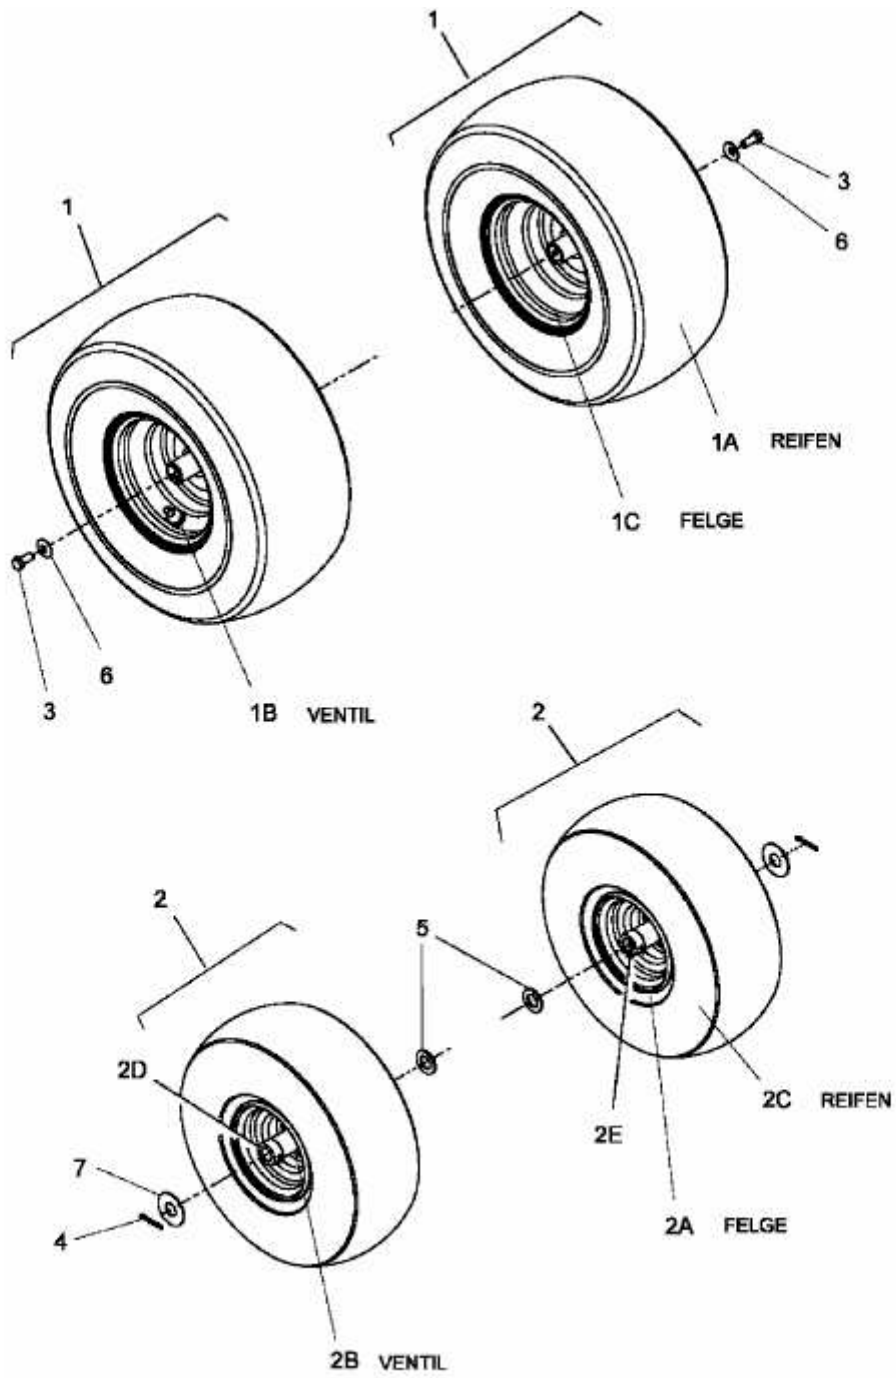 1
3
6
1
1A REIFEN
1C FELGE
6
3
1B VENTIL
2
2
5
2D
2C REIFEN
2E
7
4
2A FELGE
2B VENTIL